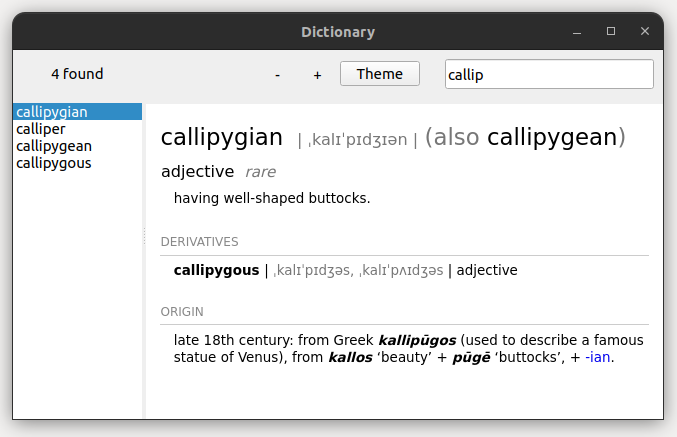 Dictionary
4 found
- + Theme callip
callipygian
calliper
callipygean
callipygous
callipygian | ˌkalɪˈpɪdʒɪən | (also callipygean)
adjective rare
having well-shaped buttocks.
DERIVATIVES
callipygous | ˌkalɪˈpɪdʒəs, ˌkalɪˈpʌɪdʒəs | adjective
ORIGIN
late 18th century: from Greek kallipūgos (used to describe a famous
statue of Venus), from kallos ‘beauty’ + pūgē ‘buttocks’, + -ian.